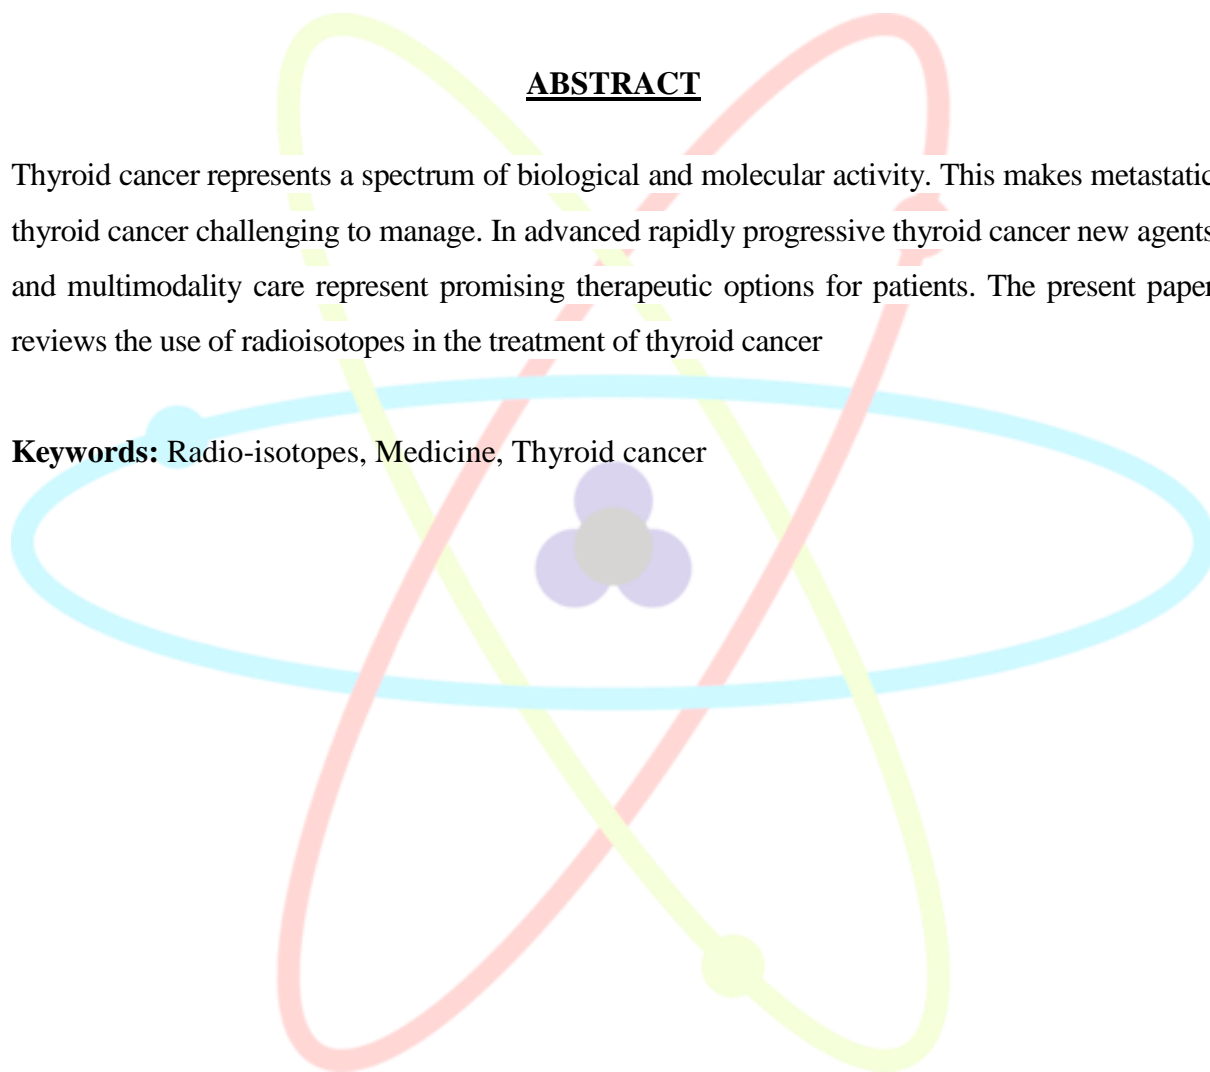 ABSTRACT
Thyroid cancer represents a spectrum of biological and molecular activity. This makes metastatic
thyroid cancer challenging to manage. In advanced rapidly progressive thyroid cancer new agents
and multimodality care represent promising therapeutic options for patients. The present paper
reviews the use of radioisotopes in the treatment of thyroid cancer
Keywords: Radio-isotopes, Medicine, Thyroid cancer